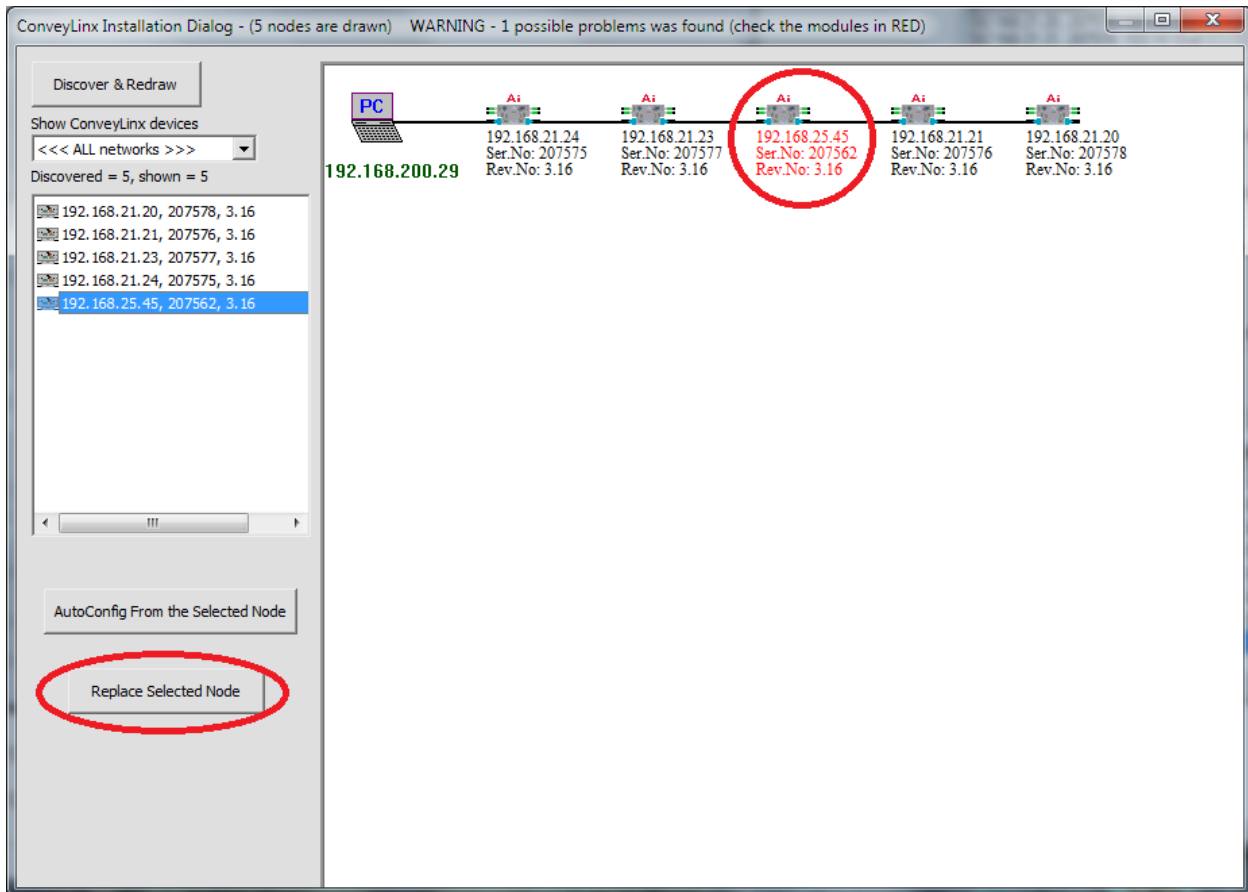 ConveyLinx Installation Dialog - (5 nodes are drawn) WARNING - 1 possible problems was found (check the modules in RED)
Discover & Redraw
Show ConveyLinx devices
<<< ALL networks >>>
Discovered = 5, shown = 5
192.168.21.20, 207578, 3.16
192.168.21.21, 207576, 3.16
192.168.21.23, 207577, 3.16
192.168.21.24, 207575, 3.16
192.168.25.45, 207562, 3.16
AutoConfig From the Selected Node
Replace Selected Node
PC
192.168.200.29
Ai
192.168.21.24
Ser.No: 207575
Rev.No: 3.16
Ai
192.168.21.23
Ser.No: 207577
Rev.No: 3.16
Ai
192.168.25.45
Ser.No: 207562
Rev.No: 3.16
Ai
192.168.21.21
Ser.No: 207576
Rev.No: 3.16
Ai
192.168.21.20
Ser.No: 207578
Rev.No: 3.16